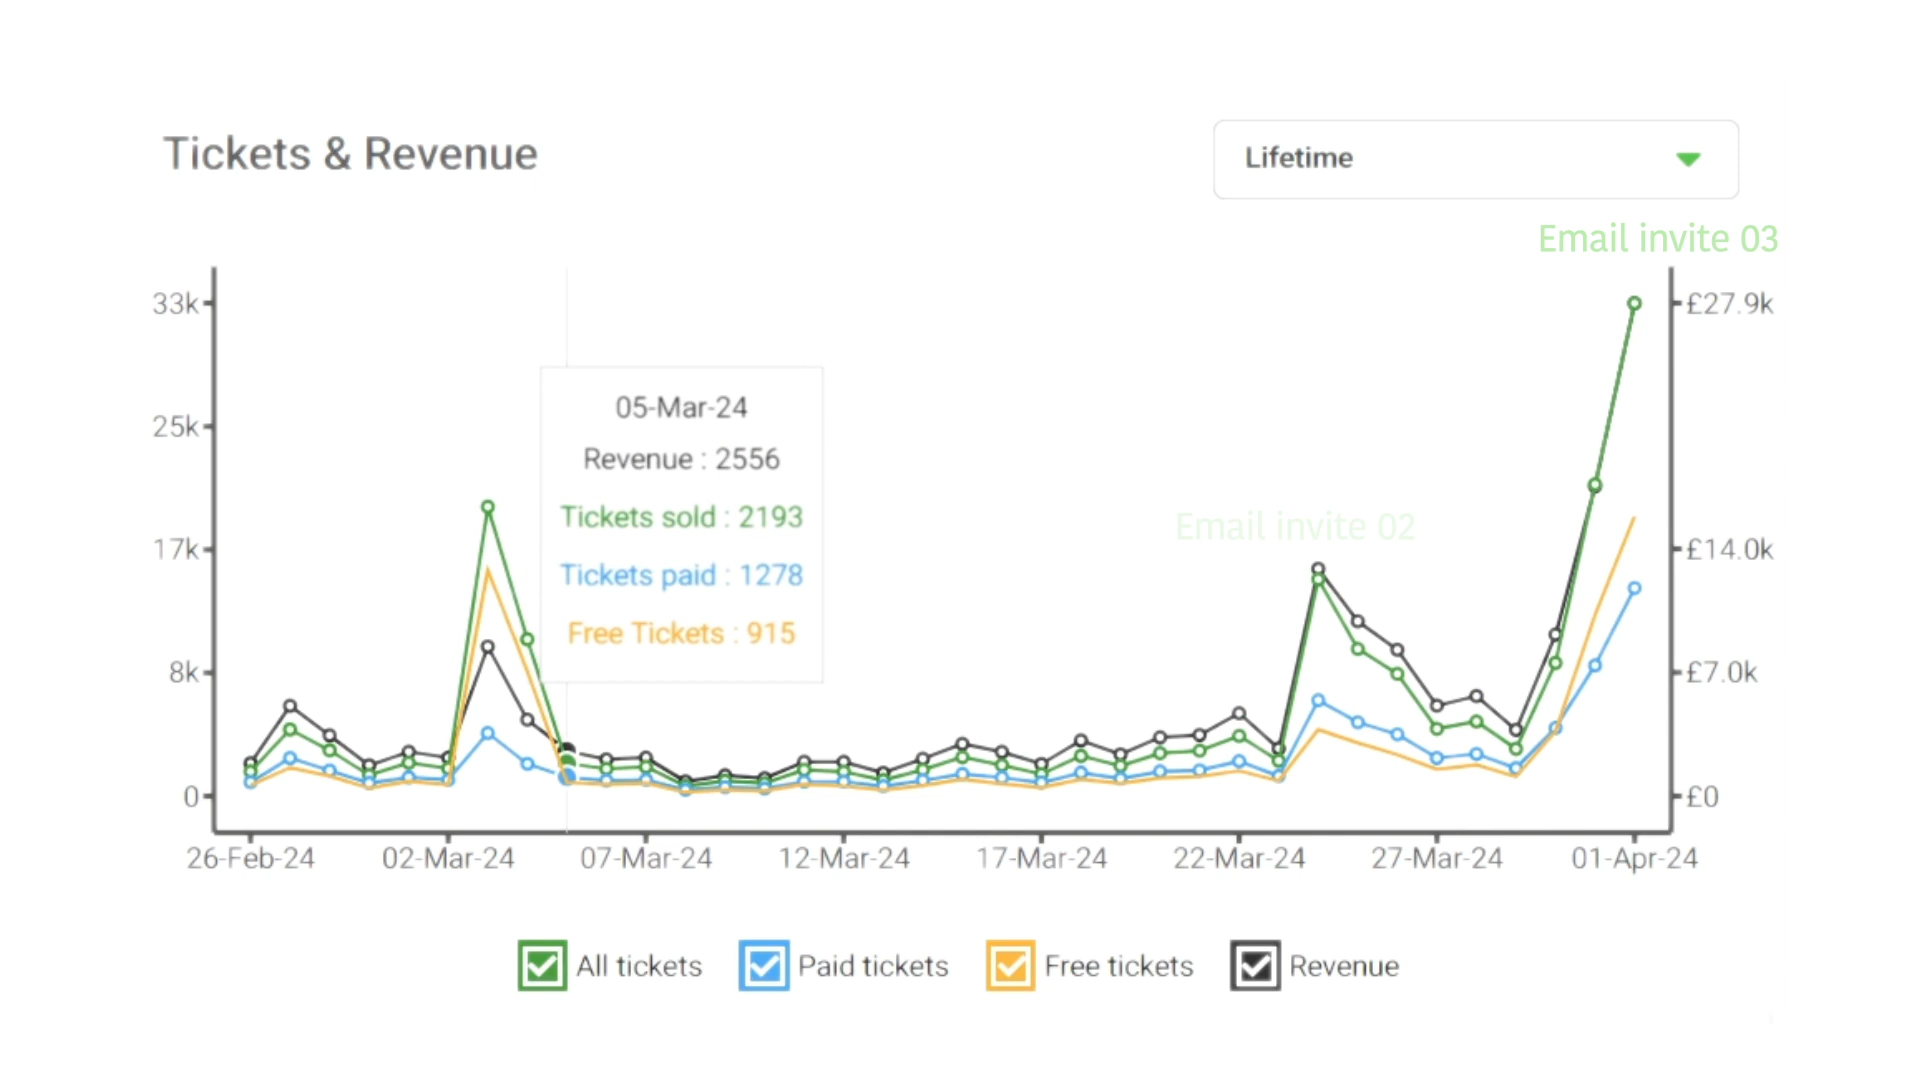 Tickets & Revenue
Lifetime
Email invite 03
33k
£27.9k
25k
05-Mar-24
Revenue : 2556
Tickets sold : 2193
Email invite 02
17k
£14.0k
Tickets paid : 1278
Free Tickets : 915
8k
£7.0k
0
£0
26-Feb-24 02-Mar-24 07-Mar-24 12-Mar-24 17-Mar-24 22-Mar-24 27-Mar-24 01-Apr-24
All tickets Paid tickets Free tickets Revenue